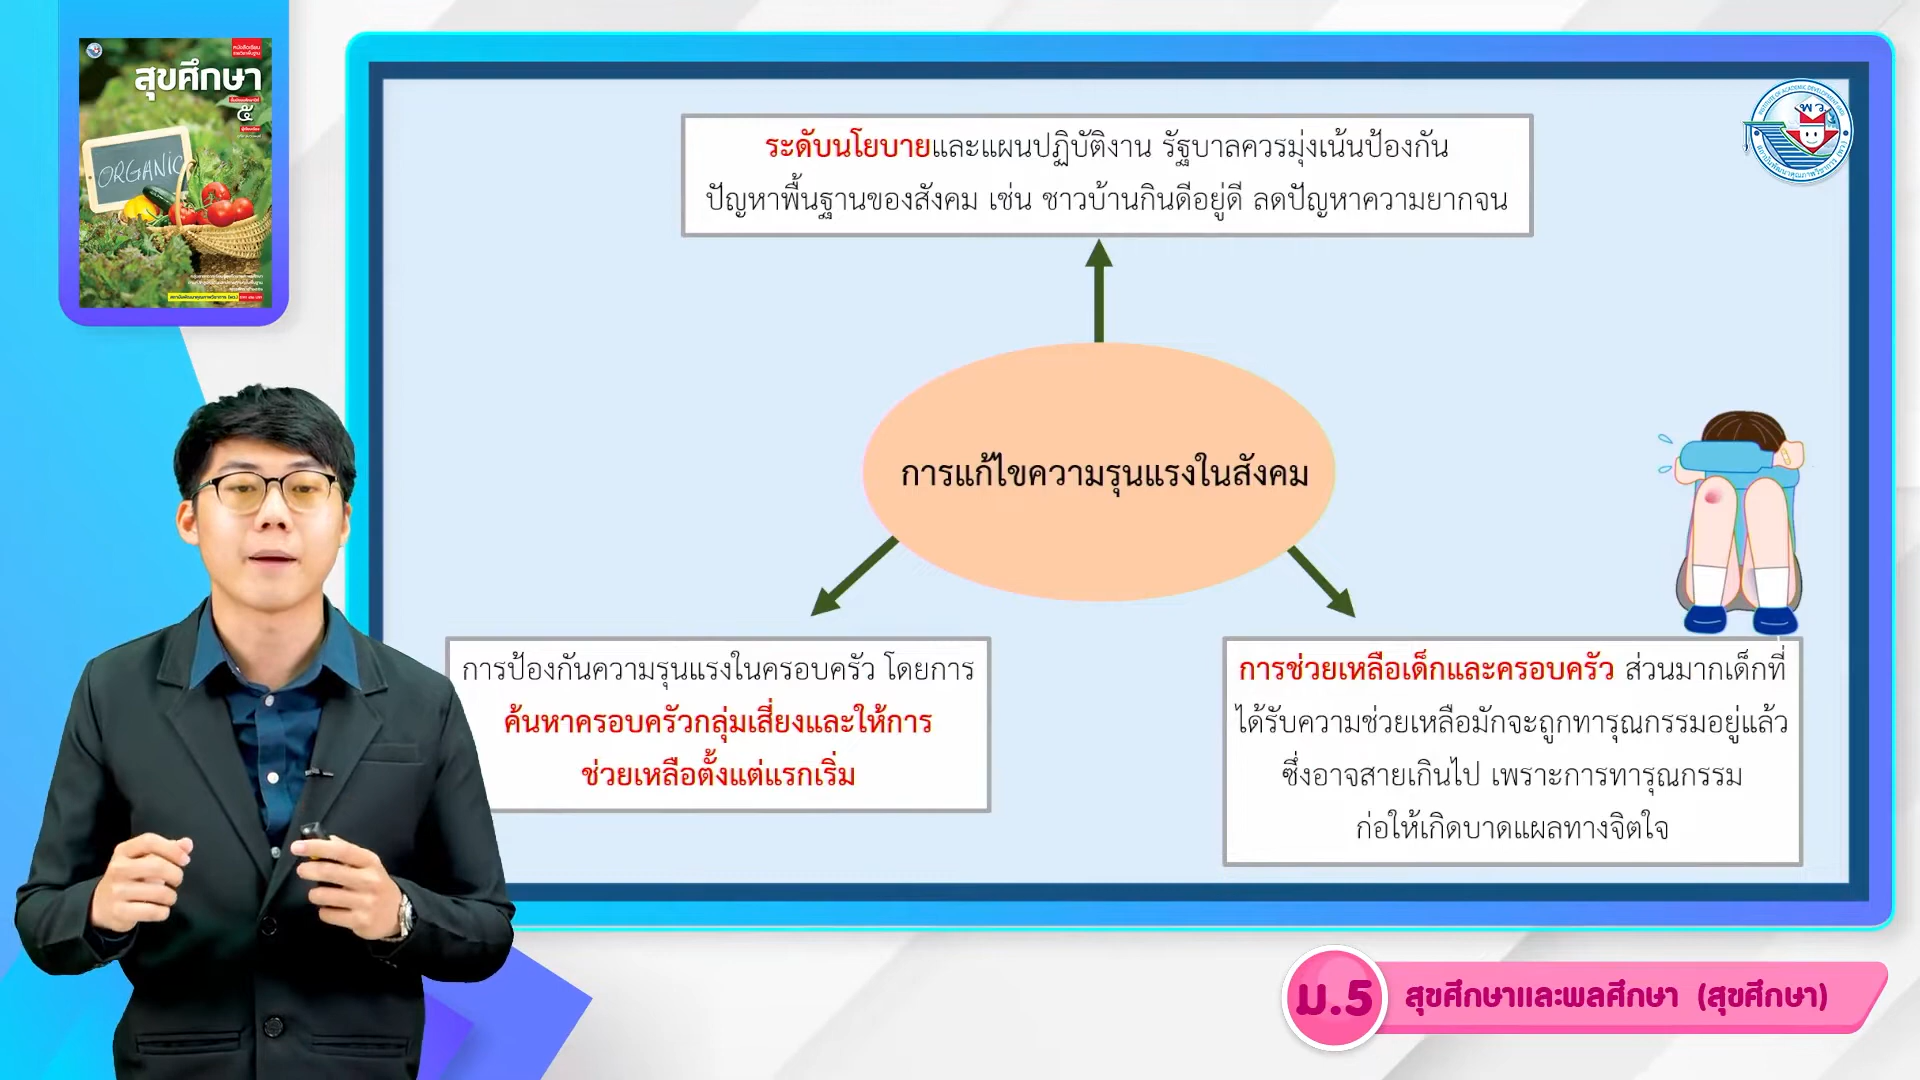 หนังสือเรียน
สุขศึกษา
๕
ORGANIC
ระดับนโยบายและแผนปฏิบัติงาน รัฐบาลควรมุ่งเน้นป้องกัน
ปัญหาพื้นฐานของสังคม เช่น ชาวบ้านกินดีอยู่ดี ลดปัญหาความยากจน
พว
การแก้ไขความรุนแรงในสังคม
การป้องกันความรุนแรงในครอบครัว โดยการ
ค้นหาครอบครัวกลุ่มเสี่ยงและให้การ
ช่วยเหลือตั้งแต่แรกเริ่ม
การช่วยเหลือเด็กและครอบครัว ส่วนมากเด็กที่
ได้รับความช่วยเหลือมักจะถูกทารุณกรรมอยู่แล้ว
ซึ่งอาจสายเกินไป เพราะการทารุณกรรม
ก่อให้เกิดบาดแผลทางจิตใจ
ม.5 สุขศึกษาและพลศึกษา (สุขศึกษา)